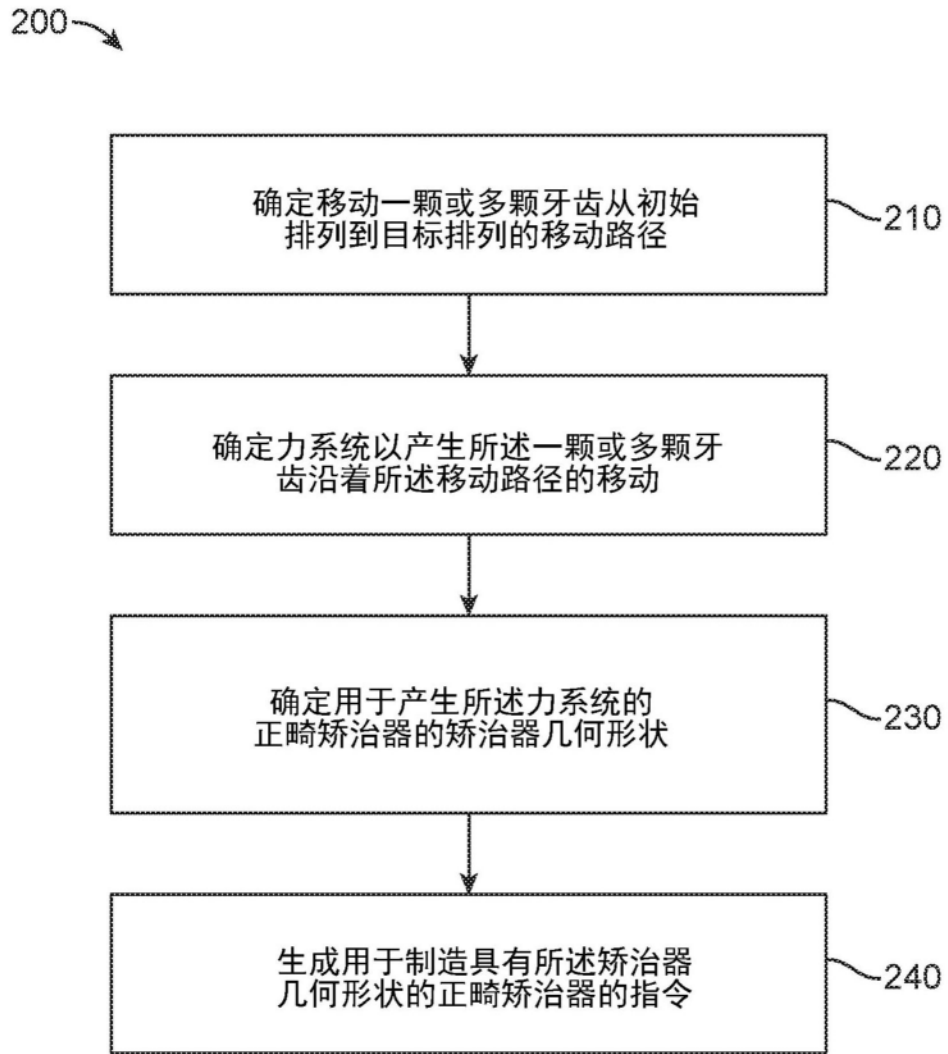 200
确定移动一颗或多颗牙齿从初始
排列到目标排列的移动路径
210
确定力系统以产生所述一颗或多颗牙
齿沿着所述移动路径的移动
220
确定用于产生所述力系统的
正畸矫治器的矫治器几何形状
230
生成用于制造具有所述矫治器
几何形状的正畸矫治器的指令
240